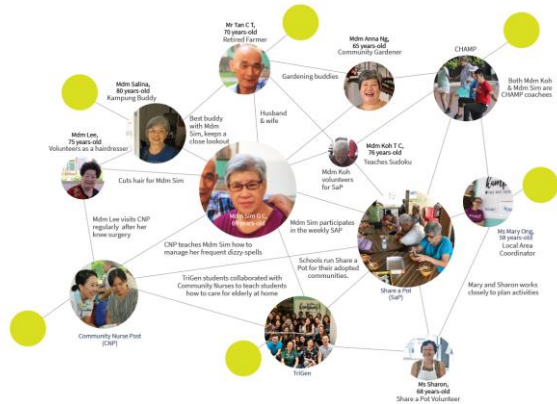 Mr Tan C T,
70 years-old
Retired Farmer
Mdm Anna Ng,
65 years-old
Community Gardener
CHAMP
Mdm Salina,
80 years-old
Kampung Buddy
Gardening buddies
Both Mdm Koh
& Mdm Sim are
CHAMP coachees
Mdm Lee,
75 years-old
Volunteers as a hairdresser
Best buddy
with Mdm
Sim, keeps a
close lookout
Husband
& wife
Mdm Koh T C,
76 years-old
Teaches Sudoku
Mdm
Koh
volunteers
for SaP
Cuts hair for Mdm Sim
Mdm Sim G C,
69 years-old
Mdm Lee visits CNP
regularly after her
knee surgery
Mdm Sim participates
in the weekly SAP
Ms Mary Ong,
58 years-old
Local Area
Coordinator
CNP teaches Mdm Sim how to
manage her frequent dizzy-spells
Schools run Share a
Pot for their adopted
communities.
TriGen students collaborated with
Community Nurses to teach students
how to care for elderly at home
Share a Pot
(SaP)
Mary and Sharon works
closely to plan activities
Community Nurse Post
(CNP)
TriGen
Ms Sharon,
68 years-old
Share a Pot Volunteer